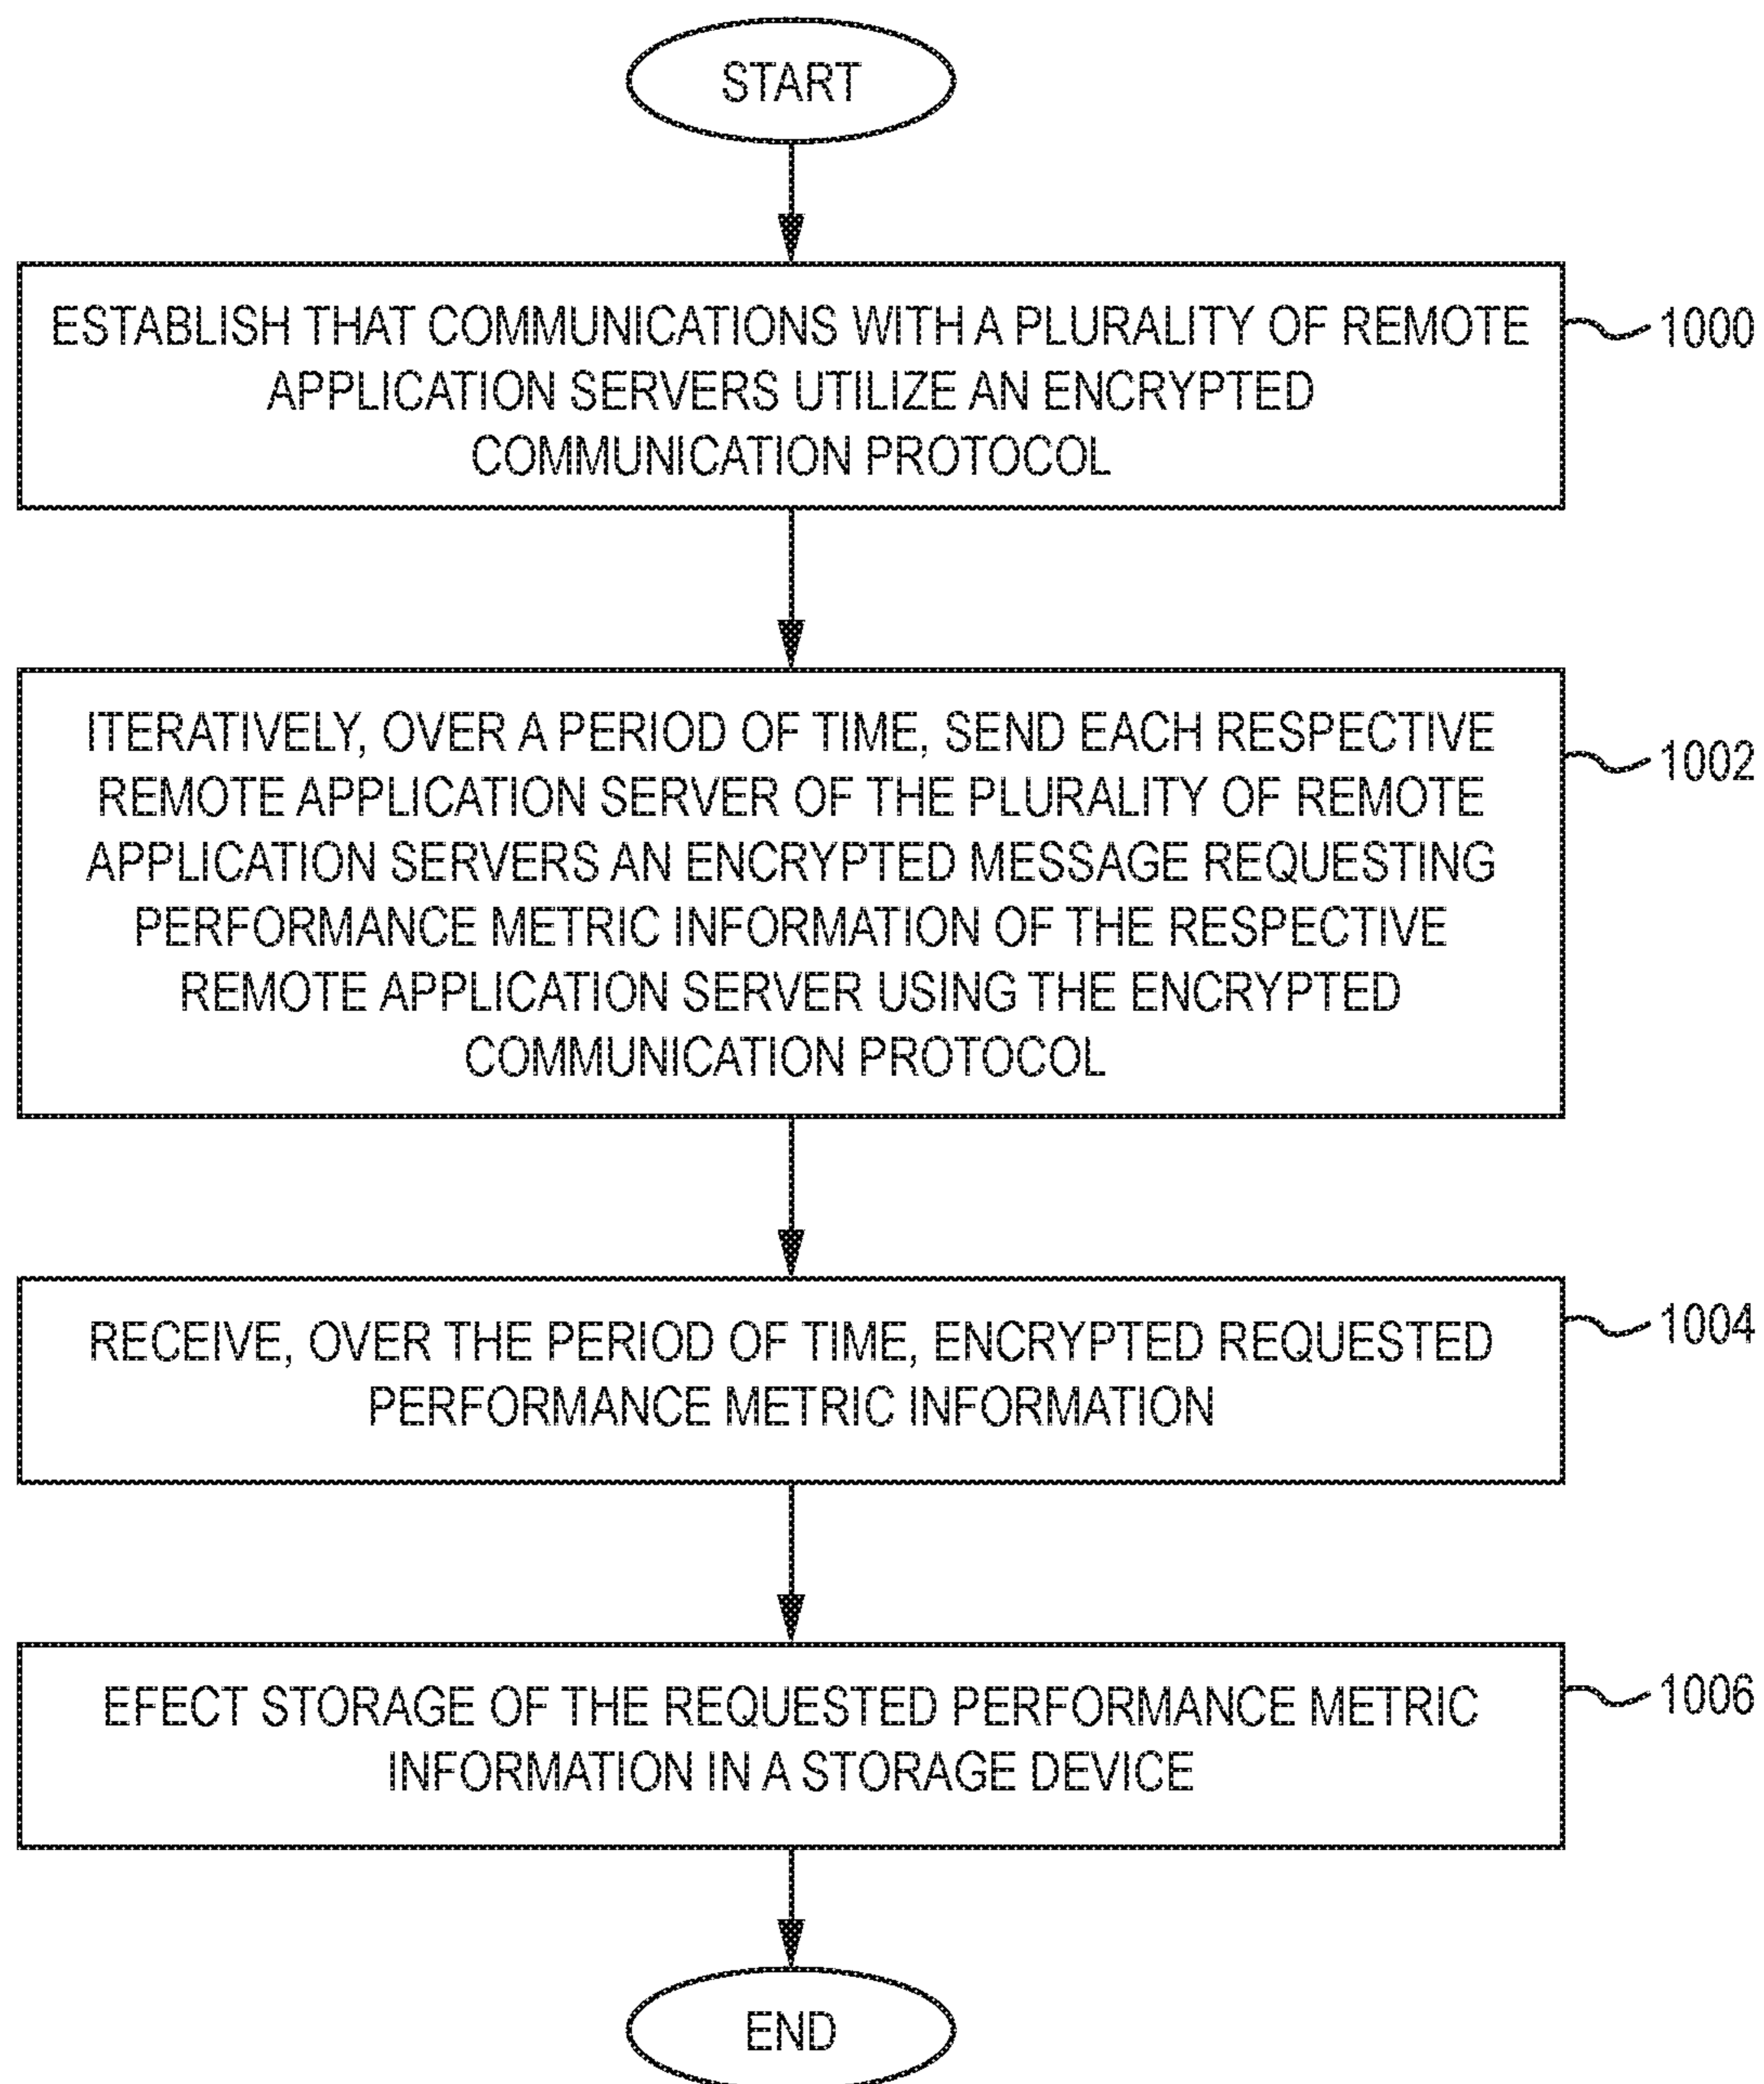 START
ESTABLISH THAT COMMUNICATIONS WITH A PLURALITY OF REMOTE
APPLICATION SERVERS UTILIZE AN ENCRYPTED
COMMUNICATION PROTOCOL
1000
ITERATIVELY, OVER A PERIOD OF TIME, SEND EACH RESPECTIVE
REMOTE APPLICATION SERVER OF THE PLURALITY OF REMOTE
APPLICATION SERVERS AN ENCRYPTED MESSAGE REQUESTING
PERFORMANCE METRIC INFORMATION OF THE RESPECTIVE
REMOTE APPLICATION SERVER USING THE ENCRYPTED
COMMUNICATION PROTOCOL
1002
RECEIVE, OVER THE PERIOD OF TIME, ENCRYPTED REQUESTED
PERFORMANCE METRIC INFORMATION
1004
EFECT STORAGE OF THE REQUESTED PERFORMANCE METRIC
INFORMATION IN A STORAGE DEVICE
1006
END